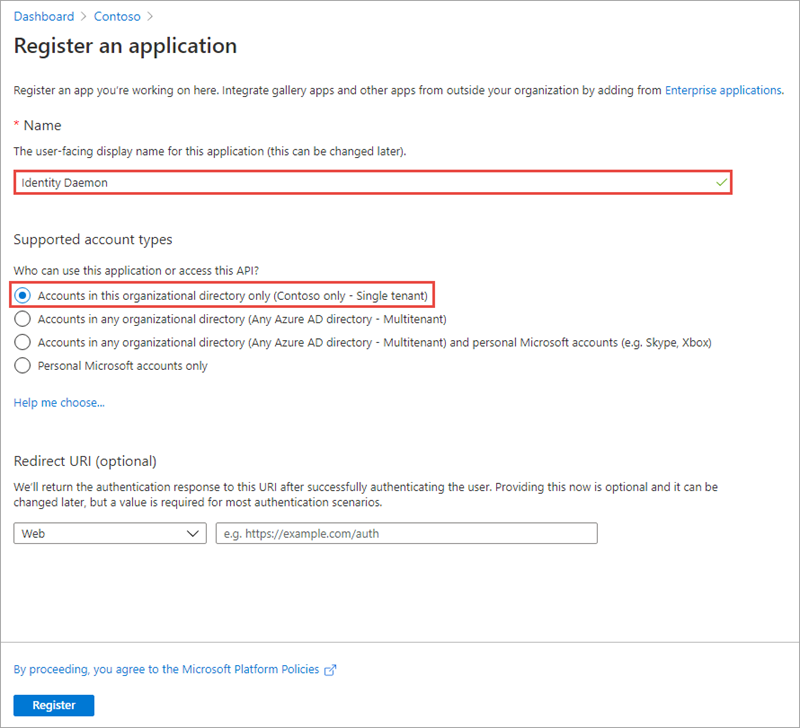 Dashboard > Contoso >
Register an application
Register an app you're working on here. Integrate gallery apps and other apps from outside your organization by adding from Enterprise applications.
* Name
The user-facing display name for this application (this can be changed later).
Identity Daemon
Supported account types
Who can use this application or access this API?
Accounts in this organizational directory only (Contoso only - Single tenant)
Accounts in any organizational directory (Any Azure AD directory - Multitenant)
Accounts in any organizational directory (Any Azure AD directory - Multitenant) and personal Microsoft accounts (e.g. Skype, Xbox)
Personal Microsoft accounts only
Help me choose...
Redirect URI (optional)
We'll return the authentication response to this URI after successfully authenticating the user. Providing this now is optional and it can be
changed later, but a value is required for most authentication scenarios.
Web e.g. https://example.com/auth
By proceeding, you agree to the Microsoft Platform Policies
Register